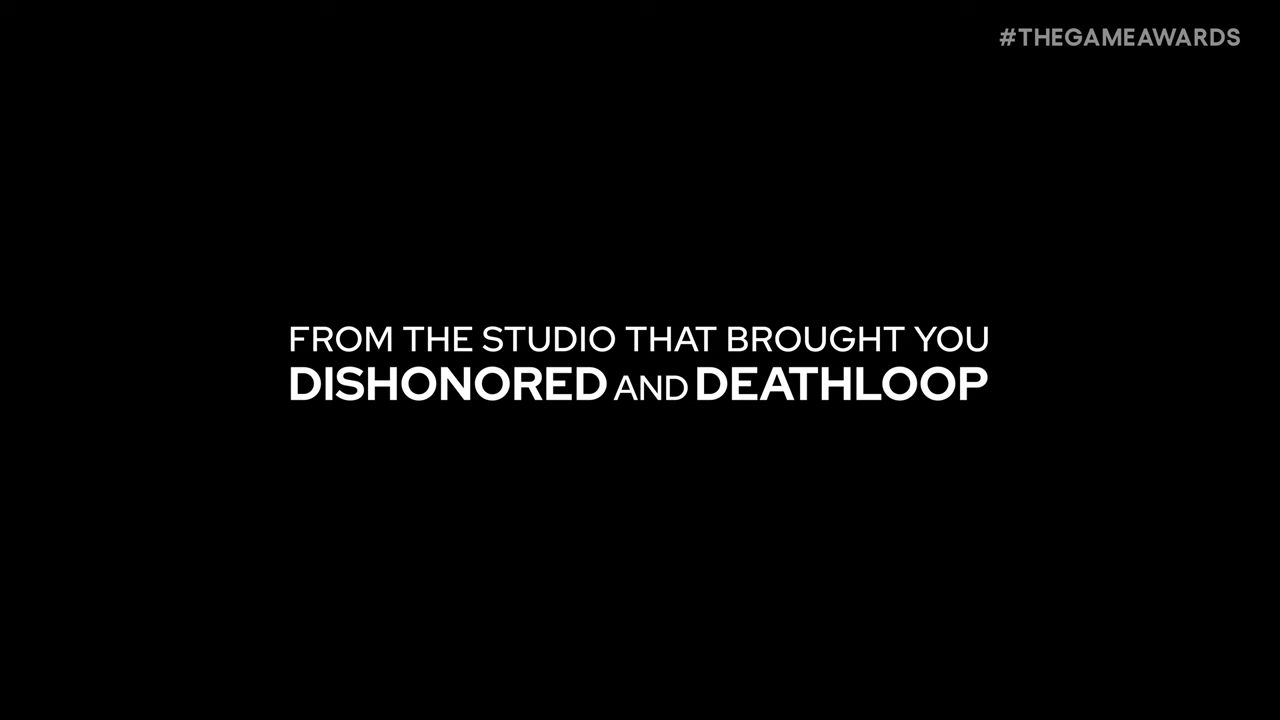 #THEGAMEAWARDS
FROM THE STUDIO THAT BROUGHT YOU
DISHONORED AND DEATHLOOP